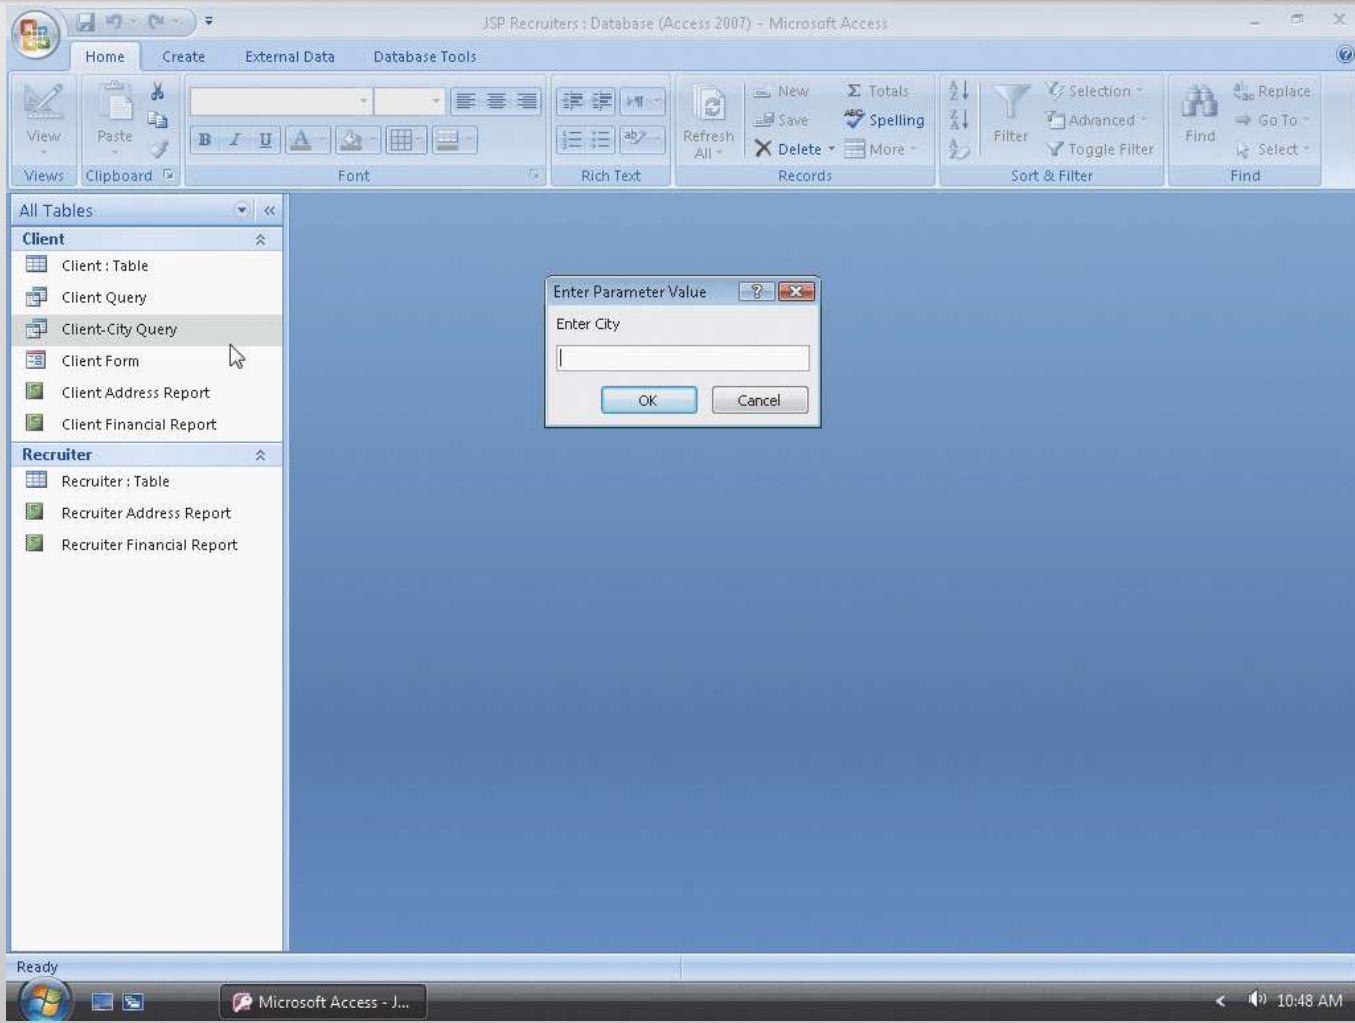 JSP Recruiters : Database (Access 2007) - Microsoft Access
Home Create External Data Database Tools
View
Views
Paste
Clipboard
B I U A
Font
ab
Rich Text
Refresh All
New
Save
Delete
Σ Totals
ABC Spelling
More
Records
Filter
Selection
Advanced
Toggle Filter
Sort & Filter
Find
Replace
Go To
Select
Find
All Tables
Client
Client : Table
Client Query
Client-City Query
Client Form
Client Address Report
Client Financial Report
Recruiter
Recruiter : Table
Recruiter Address Report
Recruiter Financial Report
Enter Parameter Value
Enter City
OK Cancel
Ready
Microsoft Access - J...
10:48 AM